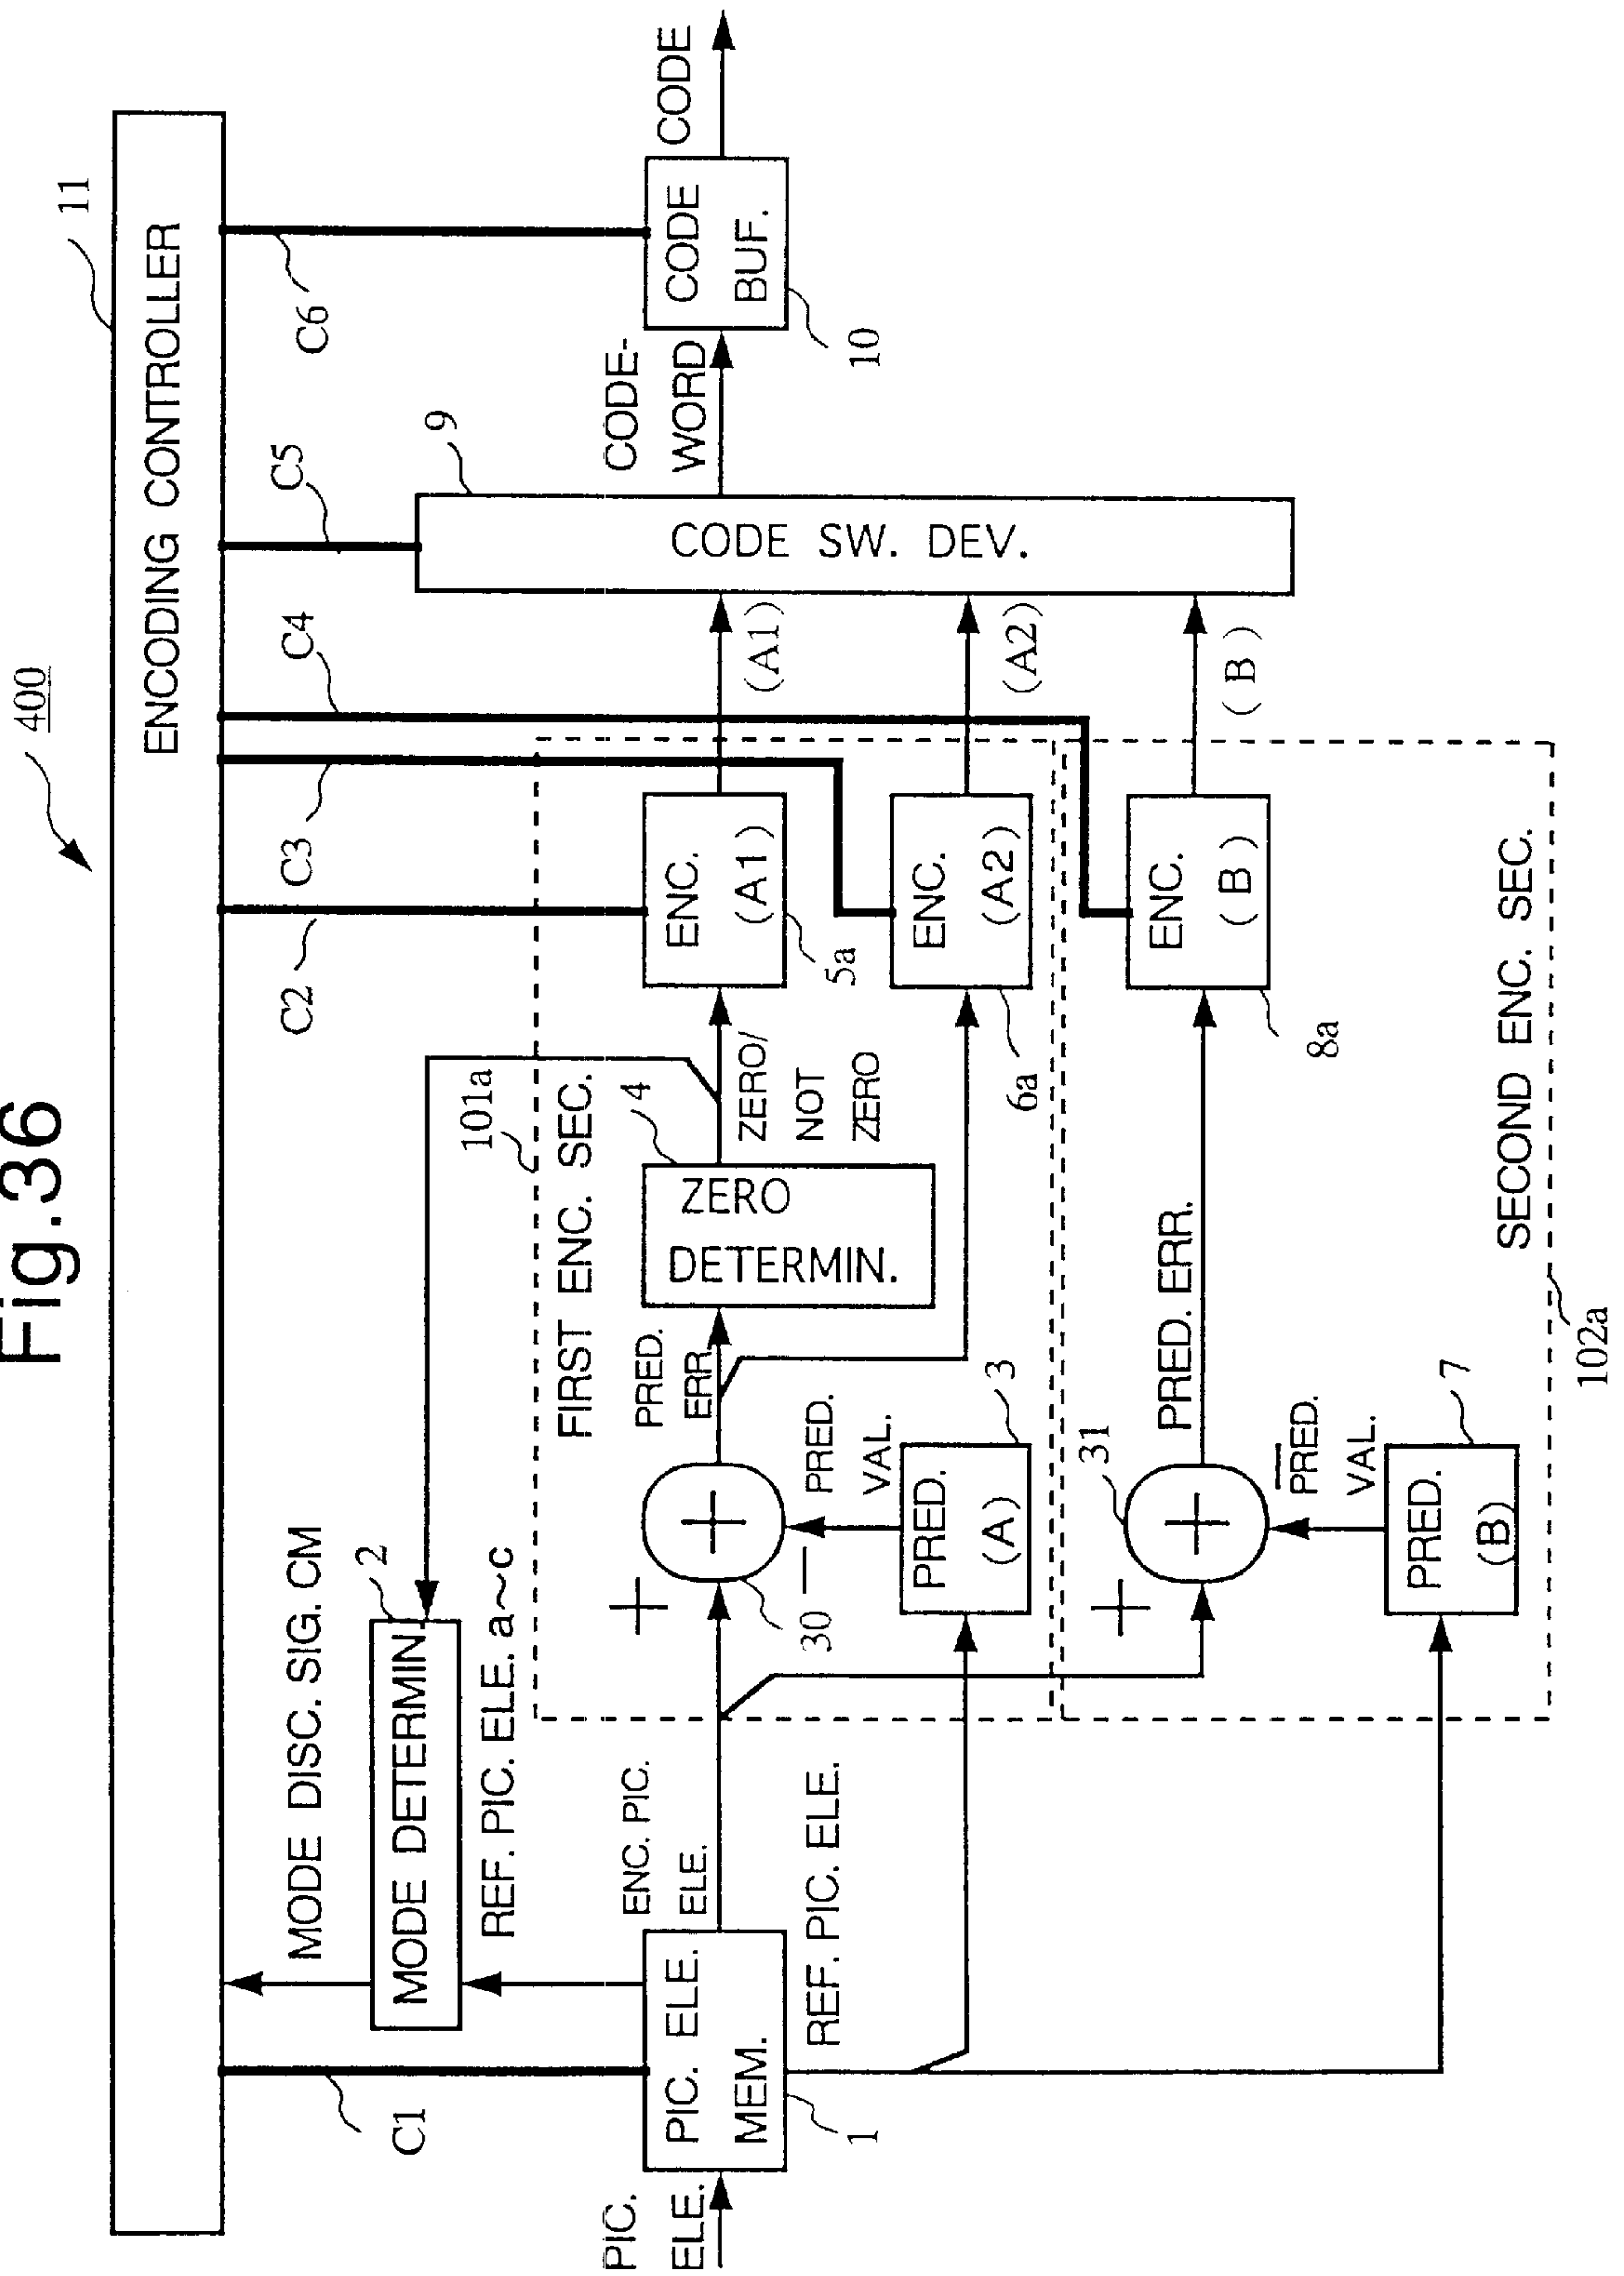 Fig.36
400
11
ENCODING CONTROLLER
C1
C2
C3
C4
C5
C6
MODE DISC. SIG. CM
MODE DETERMIN.
2
REF. PIC. ELE. a~c
PIC.
ELE.
PIC. ELE.
MEM.
1
ENC. PIC.
ELE.
REF. PIC. ELE.
101a
FIRST ENC. SEC.
+
+
30
−
PRED.
VAL.
PRED.
(A)
3
PRED.
ERR.
ZERO
DETERMIN.
4
ZERO/
NOT
ZERO
ENC.
(A1)
5a
ENC.
(A2)
6a
+
+
31
PRED.
VAL.
PRED.
(B)
7
PRED. ERR.
ENC.
(B)
8a
SECOND ENC. SEC.
102a
(A1)
(A2)
(B)
CODE SW. DEV.
9
CODE-
WORD
CODE
BUF.
10
CODE